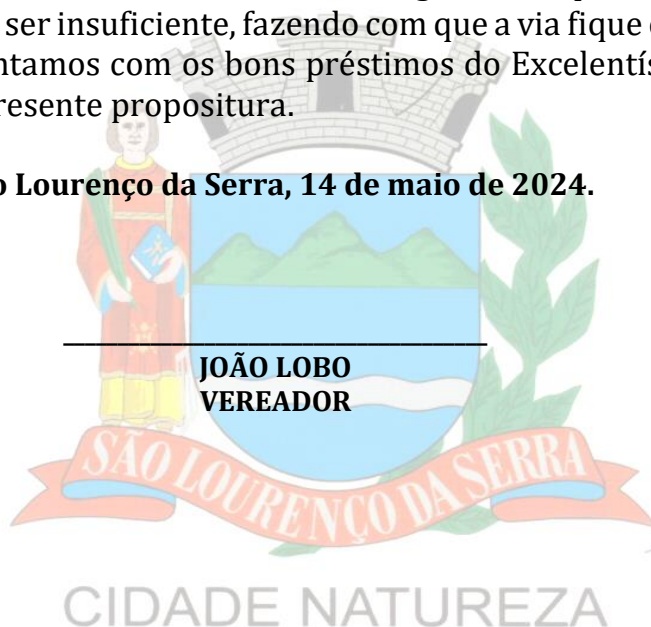 ser insuficiente, fazendo com que a via fique
ntamos com os bons préstimos do Excelentís
resente propositura.
o Lourenço da Serra, 14 de maio de 2024.
JOÃO LOBO
VEREADOR
SÃO LOURENÇO DA SERRA
CIDADE NATUREZA